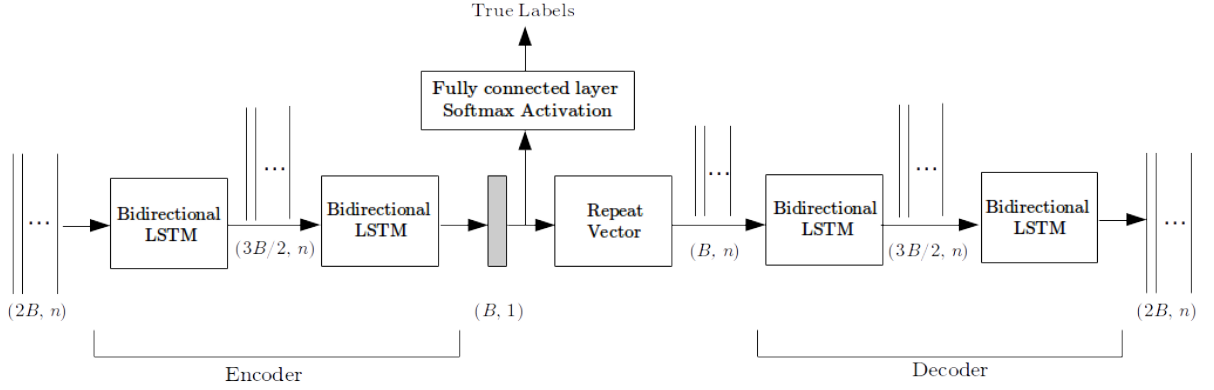 True Labels
Fully connected layer
Softmax Activation
...
Bidirectional
LSTM
(3B/2, n)
...
Bidirectional
LSTM
Repeat
Vector
(B, n)
...
Bidirectional
LSTM
(3B/2, n)
...
Bidirectional
LSTM
...
...
(2B, n)
(B, 1)
(2B, n)
Encoder
Decoder